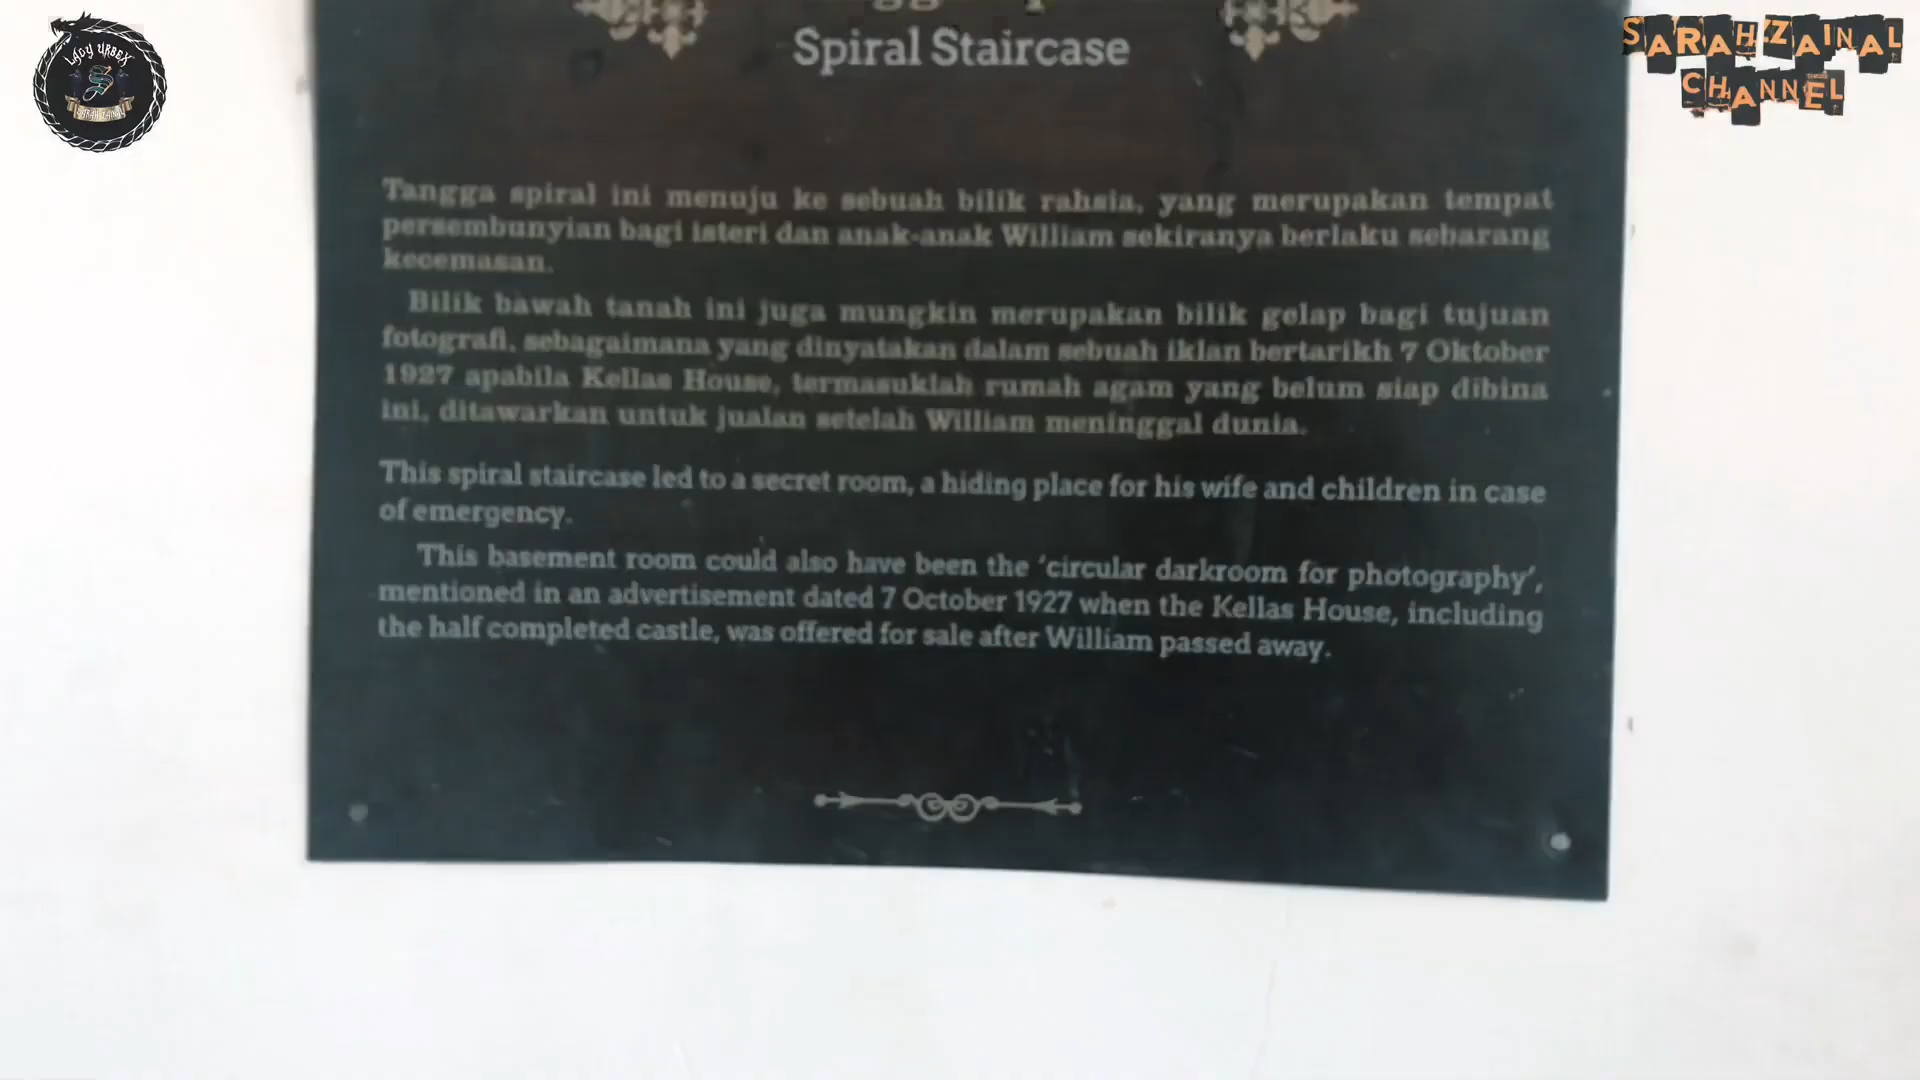 LADY URBEX
SARAH ZAINAL
CHANNEL
Spiral Staircase
Tangga spiral ini menuju ke sebuah bilik rahsia, yang merupakan tempat
persembunyian bagi isteri dan anak-anak William sekiranya berlaku sebarang
kecemasan.
Bilik bawah tanah ini juga mungkin merupakan bilik gelap bagi tujuan
fotografi, sebagaimana yang dinyatakan dalam sebuah iklan bertarikh 7 Oktober
1927 apabila Kellas House, termasuklah rumah agam yang belum siap dibina
ini, ditawarkan untuk jualan setelah William meninggal dunia.
This spiral staircase led to a secret room, a hiding place for his wife and children in case
of emergency.
This basement room could also have been the ‘circular darkroom for photography’,
mentioned in an advertisement dated 7 October 1927 when the Kellas House, including
the half completed castle, was offered for sale after William passed away.